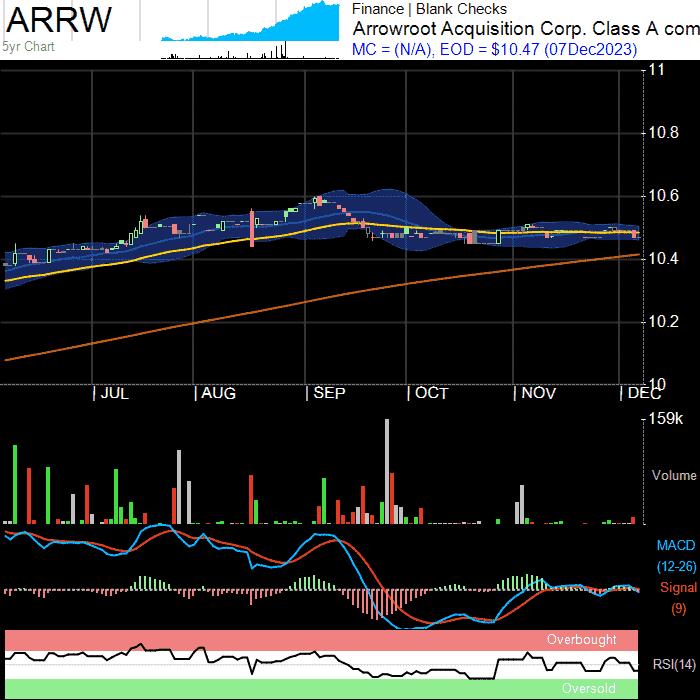 ARRW
5yr Chart
Finance | Blank Checks
Arrowroot Acquisition Corp. Class A com
MC = (N/A), EOD = $10.47 (07Dec2023)
11
10.8
10.6
10.4
10.2
10
JUL
AUG
SEP
OCT
NOV
DEC
159k
Volume
MACD
(12-26)
Signal
(9)
Overbought
RSI(14)
Oversold